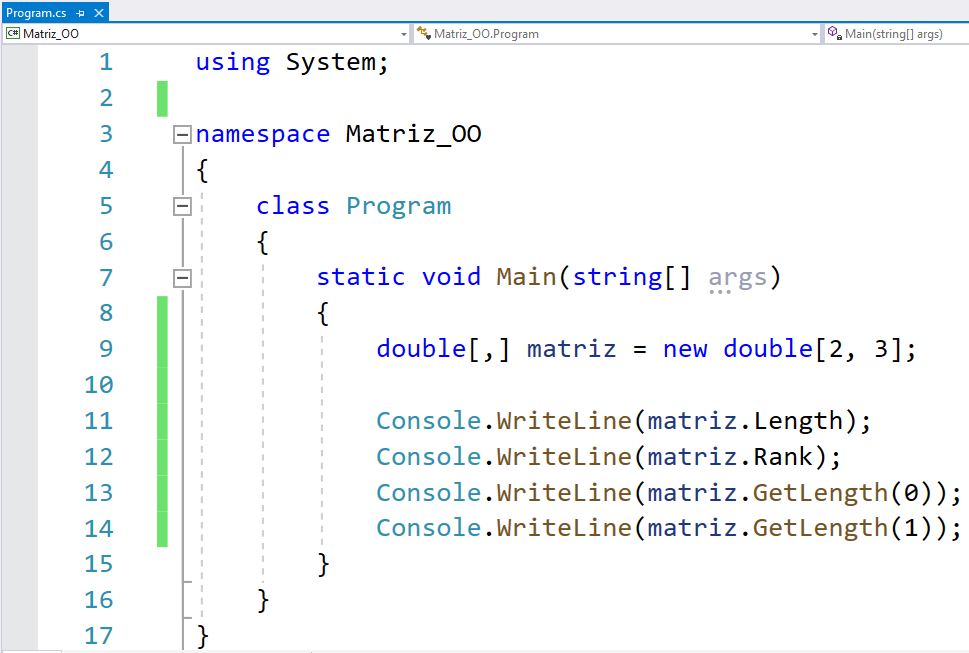 Program.cs
C# Matriz_OO Matriz_OO.Program Main(string[] args)
1 using System;
2
3 namespace Matriz_OO
4 {
5 class Program
6 {
7 static void Main(string[] args)
8 {
9 double[,] matriz = new double[2, 3];
10
11 Console.WriteLine(matriz.Length);
12 Console.WriteLine(matriz.Rank);
13 Console.WriteLine(matriz.GetLength(0));
14 Console.WriteLine(matriz.GetLength(1));
15 }
16 }
17 }